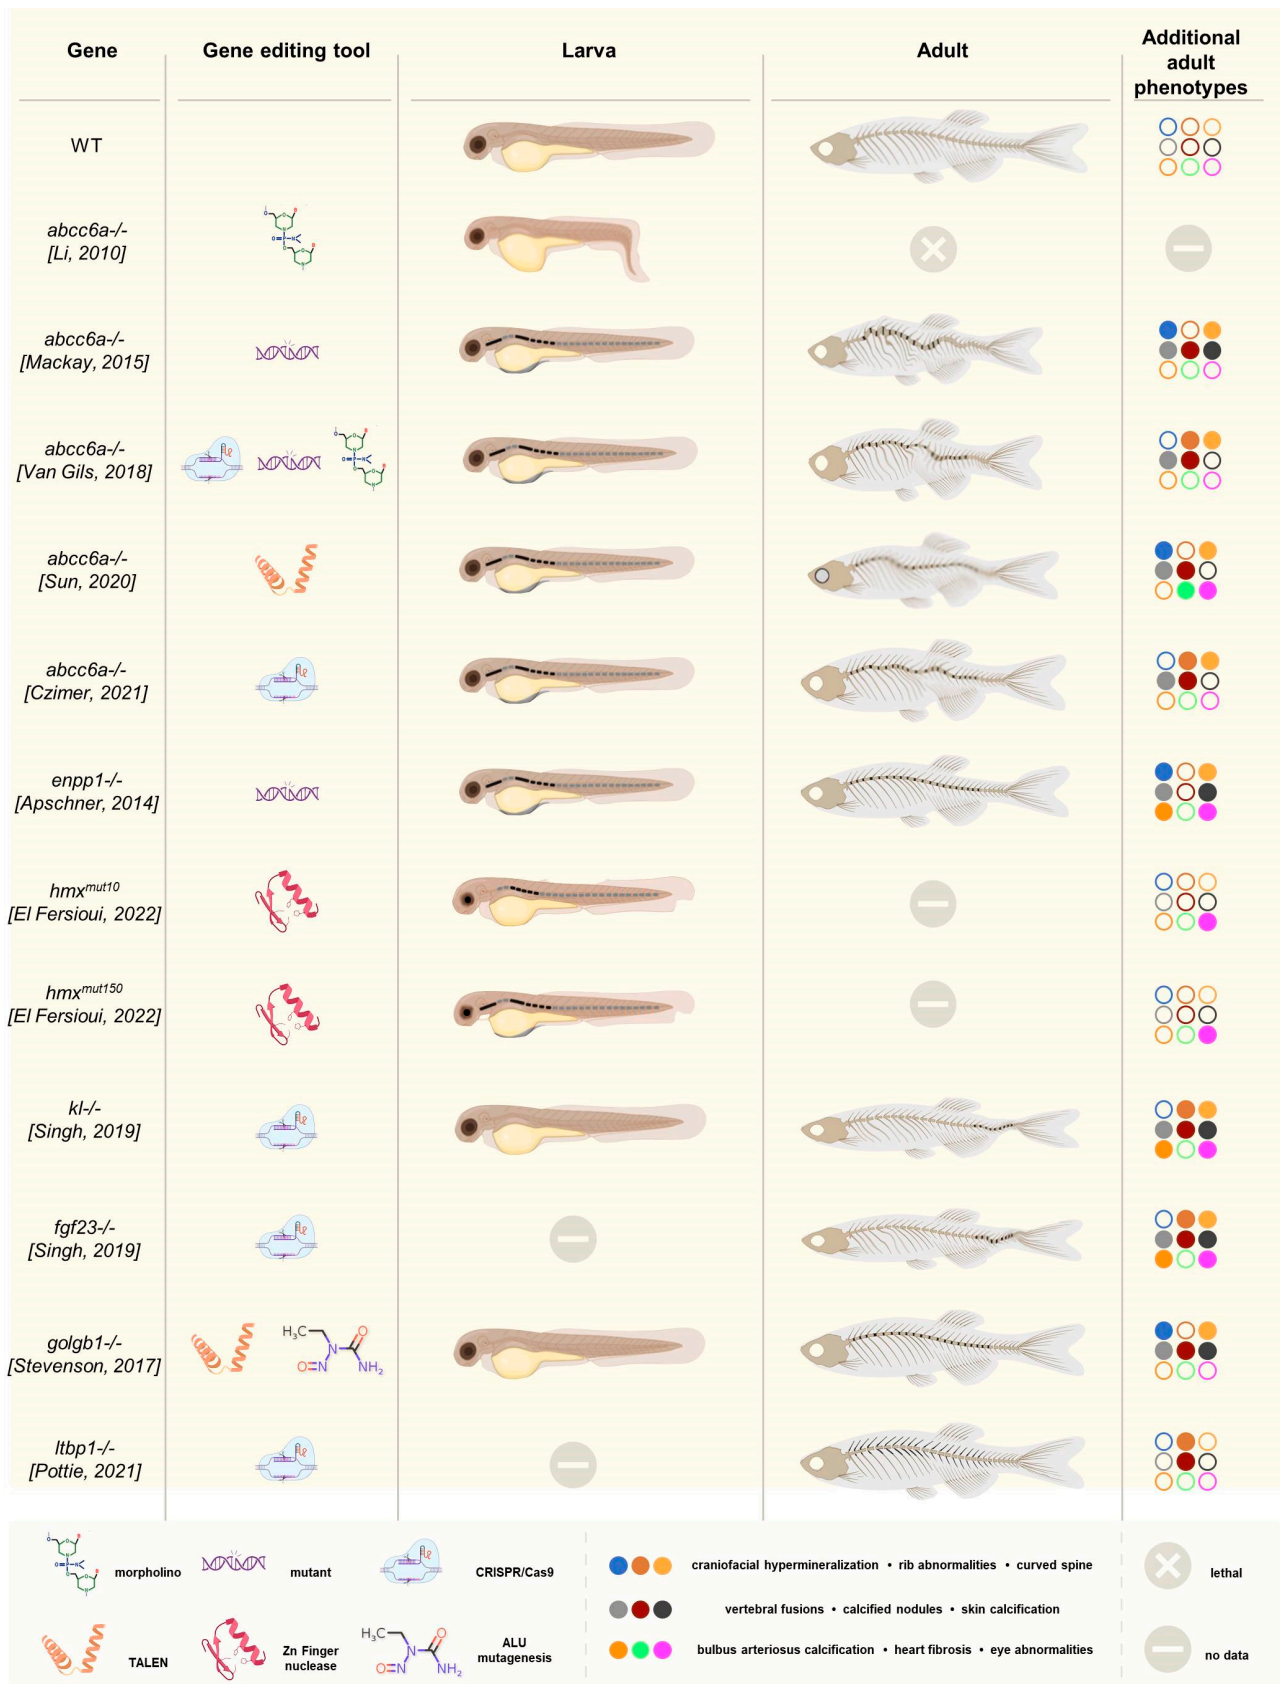 Gene
Gene editing tool
Larva
Adult
Additional
adult
phenotypes
WT
abcc6a-/-
[Li, 2010]
abcc6a-/-
[Mackay, 2015]
abcc6a-/-
[Van Gils, 2018]
abcc6a-/-
[Sun, 2020]
abcc6a-/-
[Czimer, 2021]
enpp1-/-
[Apschner, 2014]
hmxmut10
[El Fersioui, 2022]
hmxmut150
[El Fersioui, 2022]
kl-/-
[Singh, 2019]
fgf23-/-
[Singh, 2019]
golgb1-/-
[Stevenson, 2017]
H3C
N
O
O
N
NH2
ltbp1-/-
[Pottie, 2021]
morpholino
mutant
CRISPR/Cas9
craniofacial hypermineralization • rib abnormalities • curved spine
lethal
vertebral fusions • calcified nodules • skin calcification
TALEN
Zn Finger
nuclease
H3C
N
O
O
N
NH2
ALU
mutagenesis
bulbus arteriosus calcification • heart fibrosis • eye abnormalities
no data